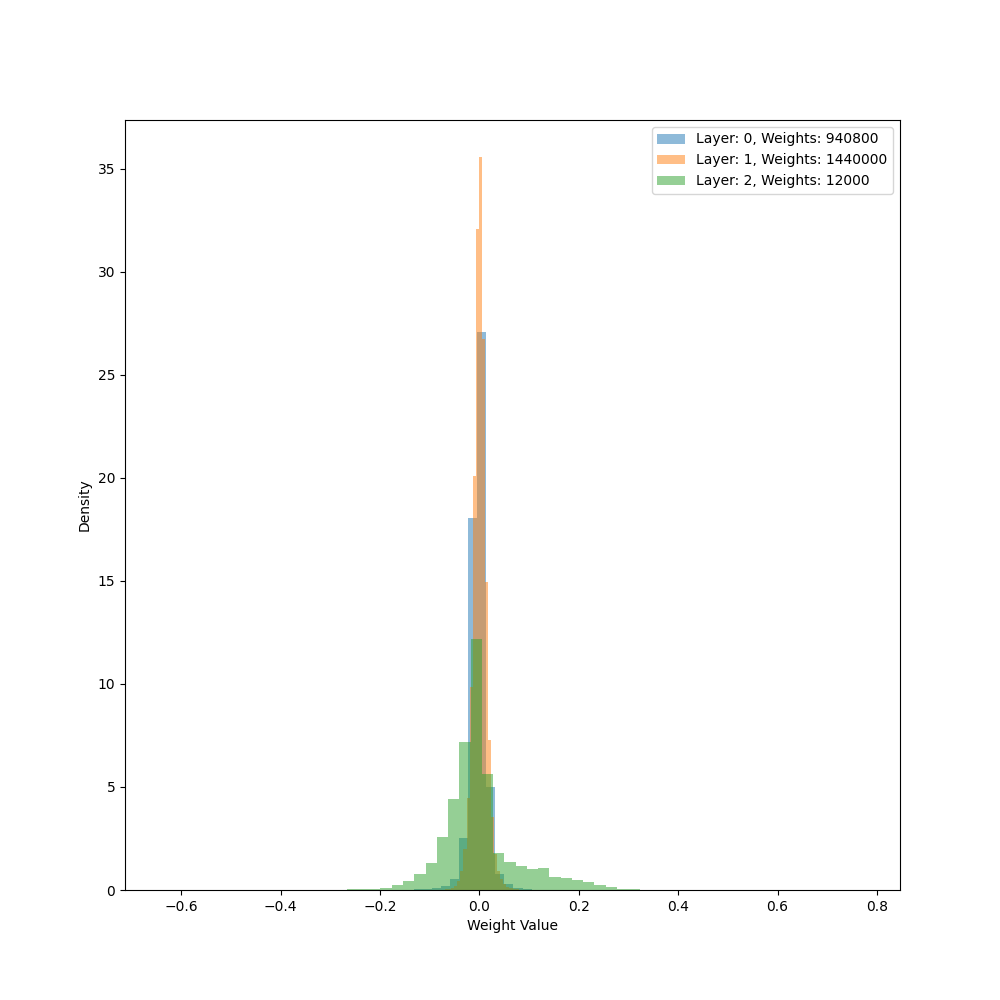 Layer: 0, Weights: 940800
Layer: 1, Weights: 1440000
Layer: 2, Weights: 12000
35
30
25
20
15
10
5
0
Density
−0.6 −0.4 −0.2 0.0 0.2 0.4 0.6 0.8
Weight Value